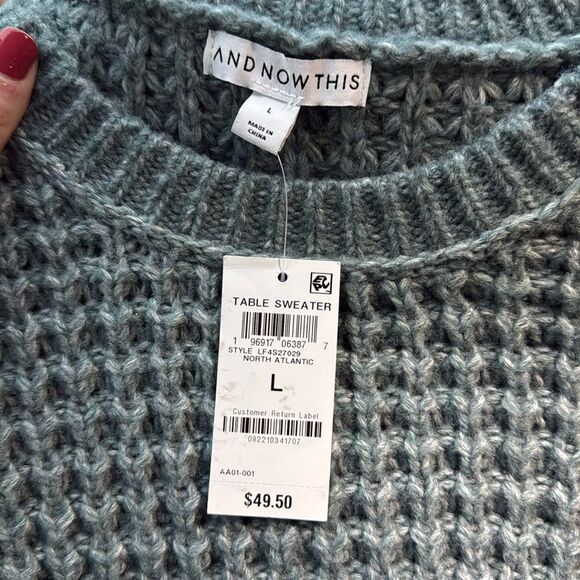 AND NOW THIS
L
MADE IN
CHINA
TABLE SWEATER
1 96917 06387 7
STYLE LF4S27029
NORTH ATLANTIC
L
Customer Return Label
082210341707
AA01-001
$49.50